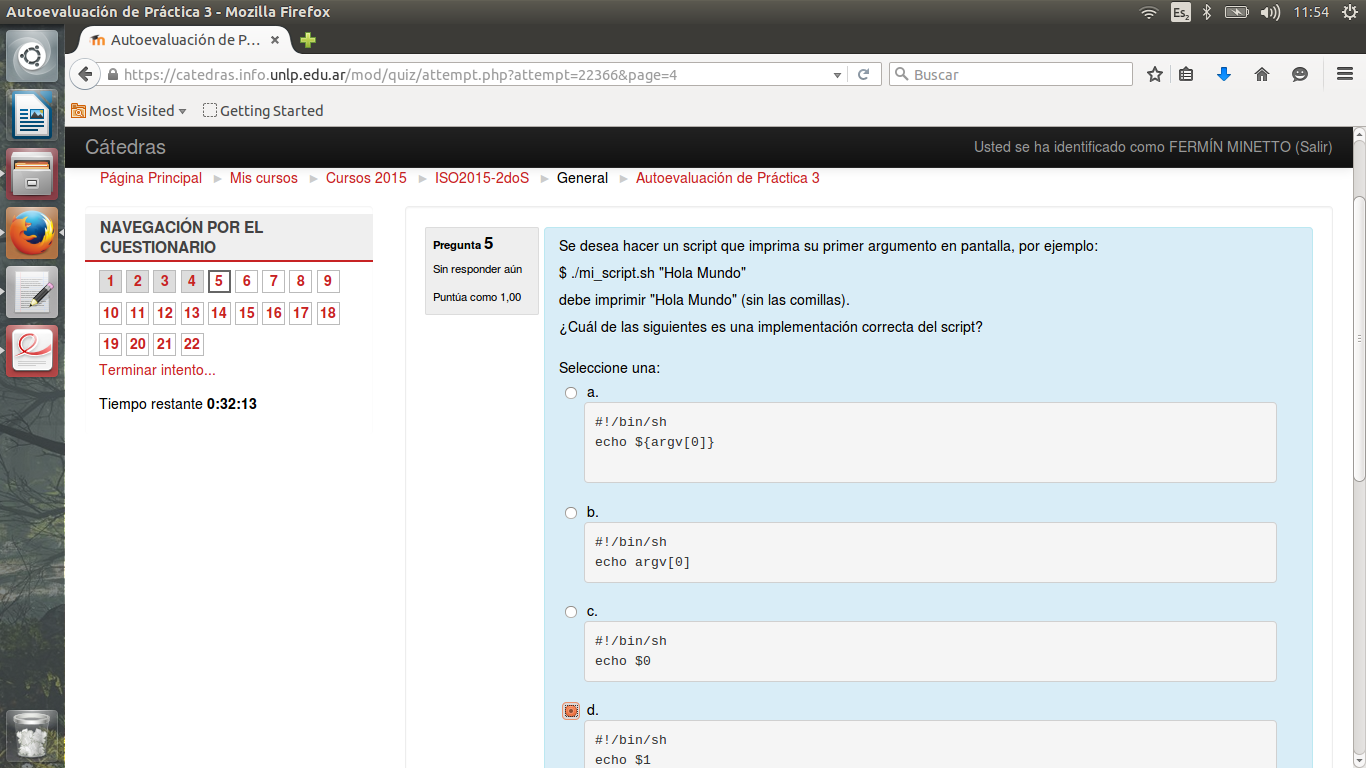 Autoevaluación de Práctica 3 - Mozilla Firefox
Es2
11:54
Autoevaluación de P...
https://catedras.info.unlp.edu.ar/mod/quiz/attempt.php?attempt=22366&page=4
Buscar
Most Visited
Getting Started
Cátedras
Usted se ha identificado como FERMÍN MINETTO (Salir)
Página Principal ► Mis cursos ► Cursos 2015 ► ISO2015-2doS ► General ► Autoevaluación de Práctica 3
NAVEGACIÓN POR EL
CUESTIONARIO
1 2 3 4 5 6 7 8 9
10 11 12 13 14 15 16 17 18
19 20 21 22
Terminar intento...
Tiempo restante 0:32:13
Pregunta 5
Sin responder aún
Puntúa como 1,00
Se desea hacer un script que imprima su primer argumento en pantalla, por ejemplo:
$ ./mi_script.sh "Hola Mundo"
debe imprimir "Hola Mundo" (sin las comillas).
¿Cuál de las siguientes es una implementación correcta del script?
Seleccione una:
a.
#!/bin/sh
echo ${argv[0]}
b.
#!/bin/sh
echo argv[0]
c.
#!/bin/sh
echo $0
d.
#!/bin/sh
echo $1